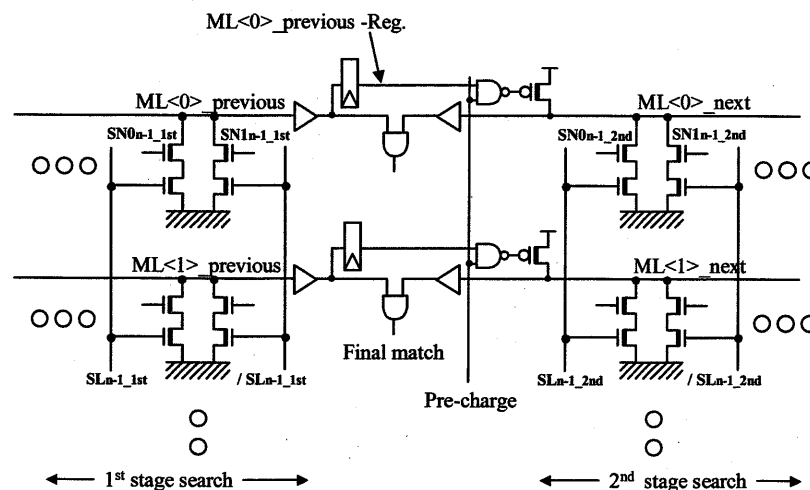 ML<0>_previous -Reg.
ML<0>_previous
ML<0>_next
SN0n-1_1st
SN1n-1_1st
SN0n-1_2nd
SN1n-1_2nd
ML<1>_previous
ML<1>_next
Final match
SLn-1_1st
/ SLn-1_1st
SLn-1_2nd
/ SLn-1_2nd
Pre-charge
1st stage search
2nd stage search